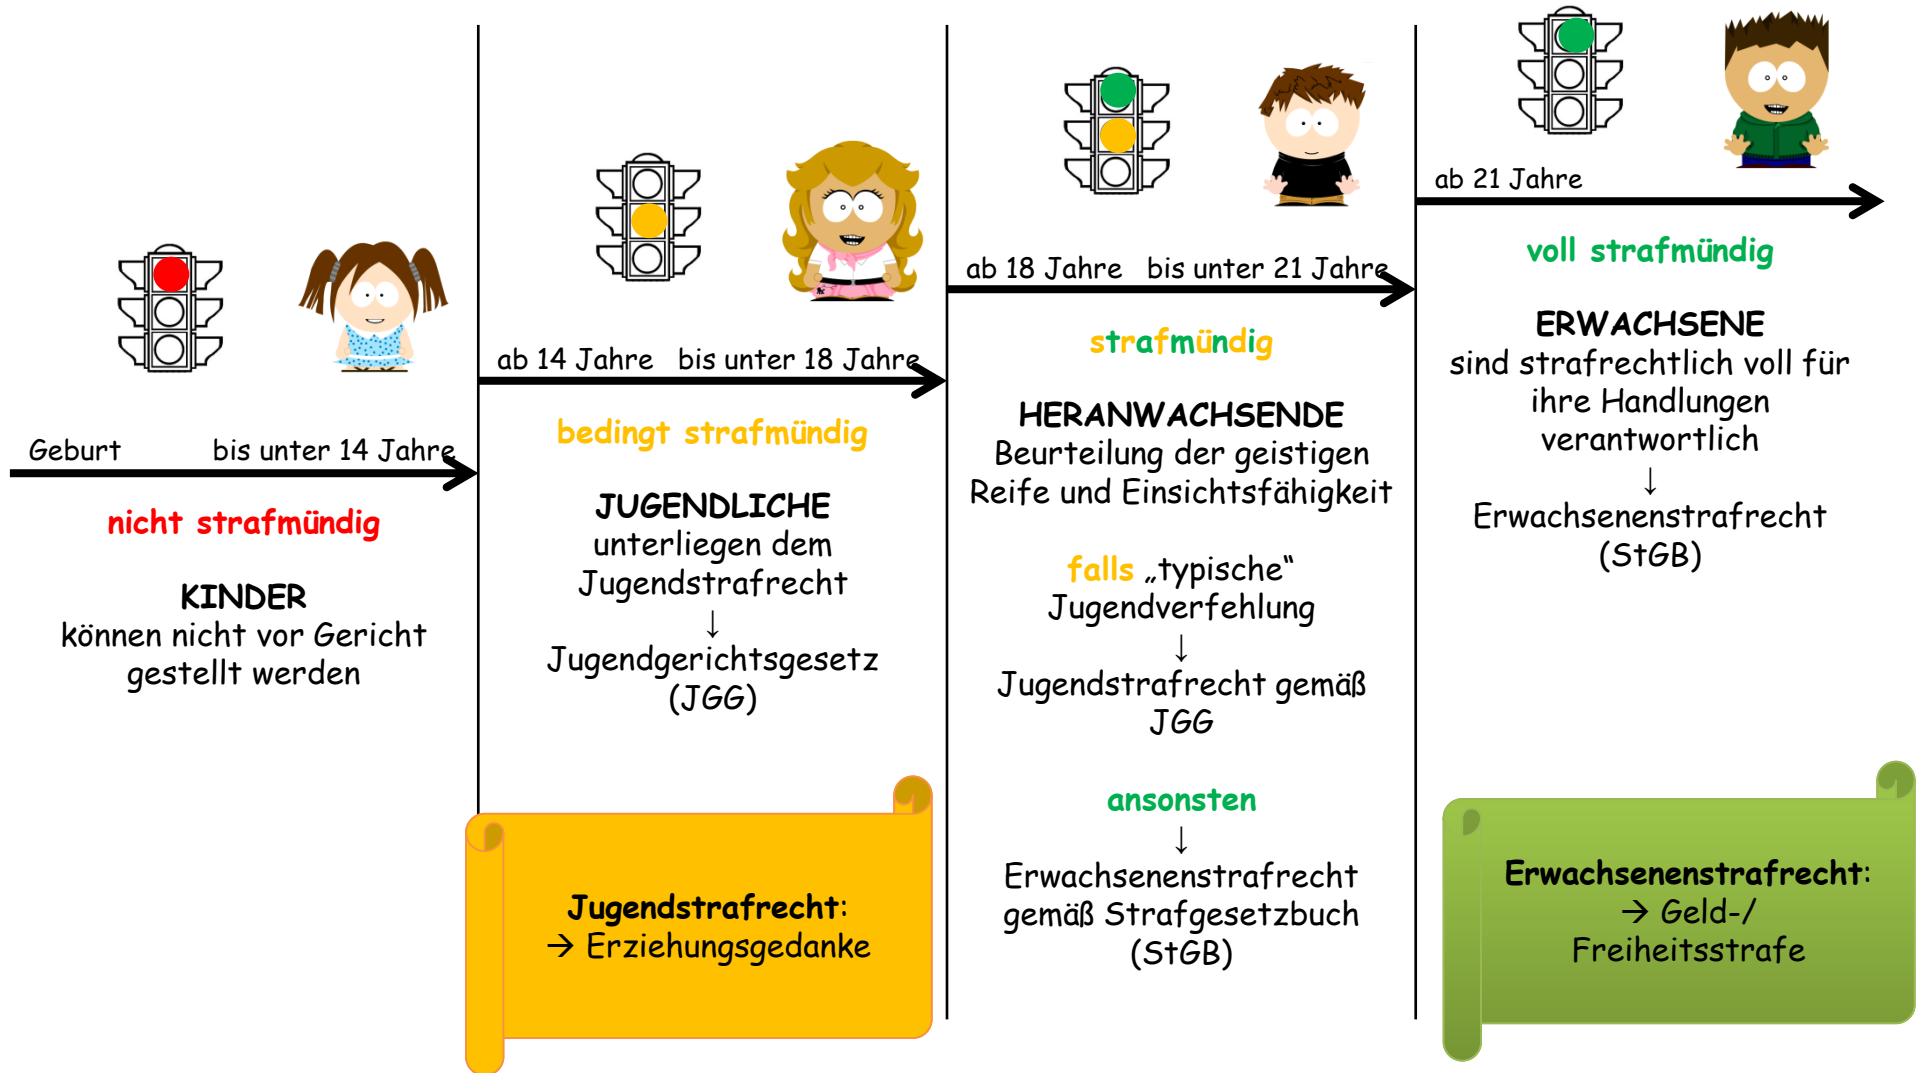 Geburt bis unter 14 Jahre
nicht strafmündig
KINDER
können nicht vor Gericht
gestellt werden
ab 14 Jahre bis unter 18 Jahre
bedingt strafmündig
JUGENDLICHE
unterliegen dem
Jugendstrafrecht
↓
Jugendgerichtsgesetz
(JGG)
Jugendstrafrecht:
→ Erziehungsgedanke
ab 18 Jahre bis unter 21 Jahre
strafmündig
HERANWACHSENDE
Beurteilung der geistigen
Reife und Einsichtsfähigkeit
falls „typische“
Jugendverfehlung
↓
Jugendstrafrecht gemäß
JGG
ansonsten
↓
Erwachsenenstrafrecht
gemäß Strafgesetzbuch
(StGB)
ab 21 Jahre
voll strafmündig
ERWACHSENE
sind strafrechtlich voll für
ihre Handlungen
verantwortlich
↓
Erwachsenenstrafrecht
(StGB)
Erwachsenenstrafrecht:
→ Geld-/
Freiheitsstrafe